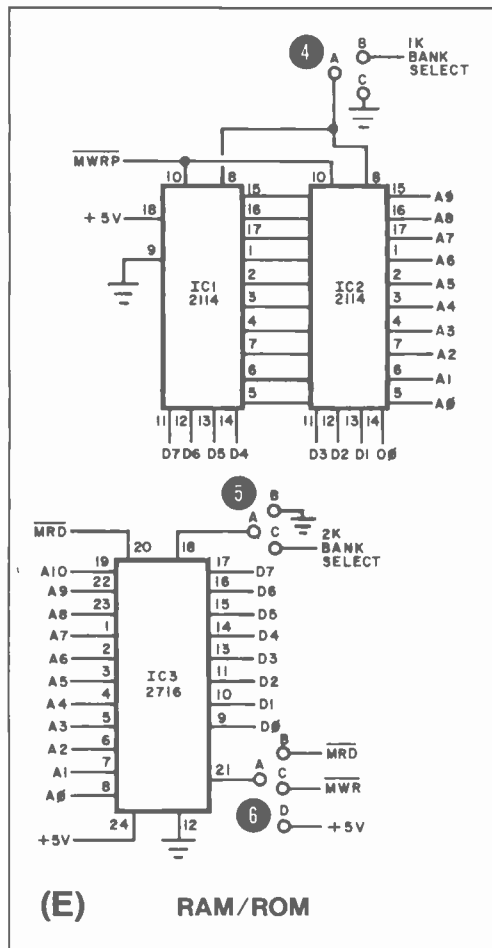 4
B 1K
A BANK
SELECT
C
MWRP
10 8 10 8
15 15 A9
+5V 18 16 16 A8
17 17 A7
9 1 1 A6
IC1 IC2
2114 2114
2 2 A5
3 3 A4
4 4 A3
7 7 A2
6 6 A1
5 5 AØ
11 12 13 14 11 12 13 14
D7 D6 D5 D4 D3 D2 D1 DØ
5
B
A
C 2K
BANK
SELECT
MRD
20 18
A10 19 17 D7
A9 22 16 D6
A8 23 15 D5
A7 1 14 D4
A6 2 13 D3
IC3
2716
A5 3 11 D2
A4 4 10 D1
A3 5 9 DØ
A2 6
A1 7 21 A
AØ 8
B MRD
C MWR
6 D +5V
24 12
+5V
(E) RAM/ROM